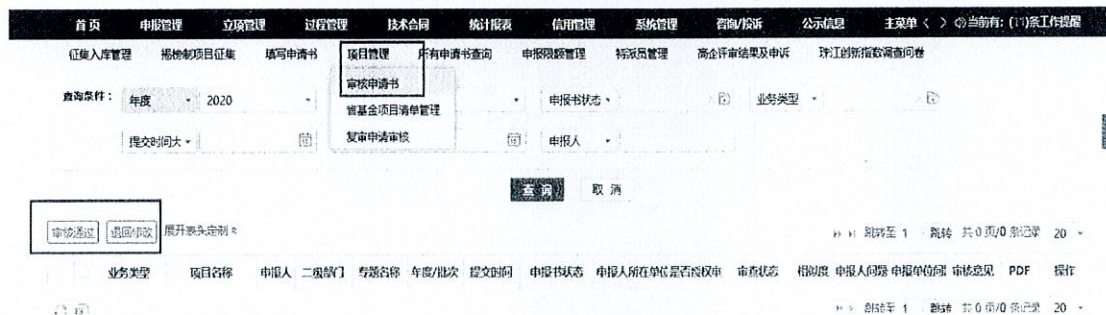 首页 申报管理 立项管理 过程管理 技术合同 统计报表 信用管理 系统管理 咨询/投诉 公示信息 主菜单 < > 当前有: (11)条工作提醒
征集入库管理 揭榜制项目征集 填写申请书 项目管理 所有申请书查询 申报限额管理 特派员管理 高企评审结果及申诉 珠江创新指数调查问卷
审核申请书
查询条件: 年度 2020 申报书状态 业务类型
省基金项目清单管理
提交时间大 复审申请审核 申报人
查询 取消
审核通过 退回修改 展开表头定制 跳转至 1 跳转 共 0 页/0 条记录 20
业务类型 项目名称 申报人 二级部门 专题名称 年度/批次 提交时间 申报书状态 申报人所在单位是否授权审 审查状态 相似度 申报人问题 申报单位问 审核意见 PDF 操作
跳转至 1 跳转 共 0 页/0 条记录 20